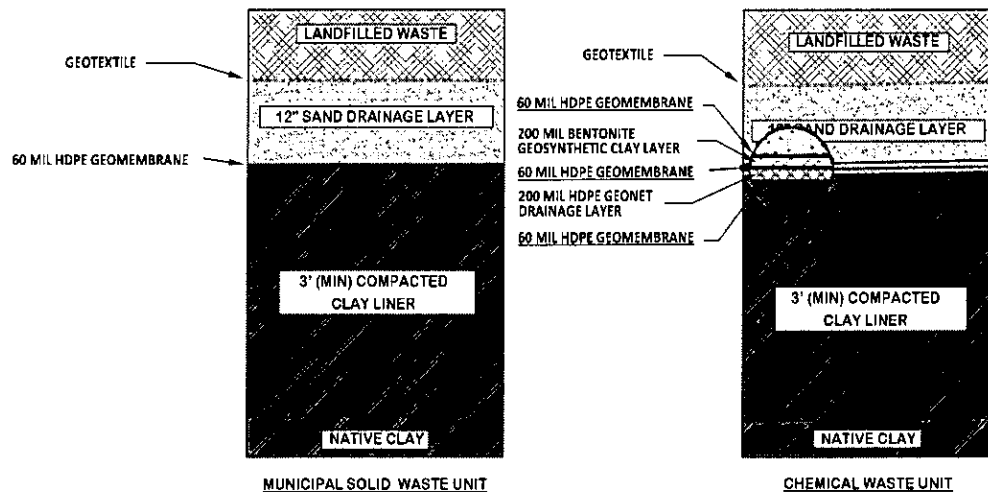 LANDFILLED WASTE
GEOTEXTILE
12" SAND DRAINAGE LAYER
60 MIL HDPE GEOMEMBRANE
3' (MIN) COMPACTED
CLAY LINER
NATIVE CLAY
MUNICIPAL SOLID WASTE UNIT
LANDFILLED WASTE
GEOTEXTILE
SAND DRAINAGE LAYER
60 MIL HDPE GEOMEMBRANE
200 MIL BENTONITE
GEOSYNTHETIC CLAY LAYER
60 MIL HDPE GEOMEMBRANE
200 MIL HDPE GEONET
DRAINAGE LAYER
60 MIL HDPE GEOMEMBRANE
3' (MIN) COMPACTED
CLAY LINER
NATIVE CLAY
CHEMICAL WASTE UNIT